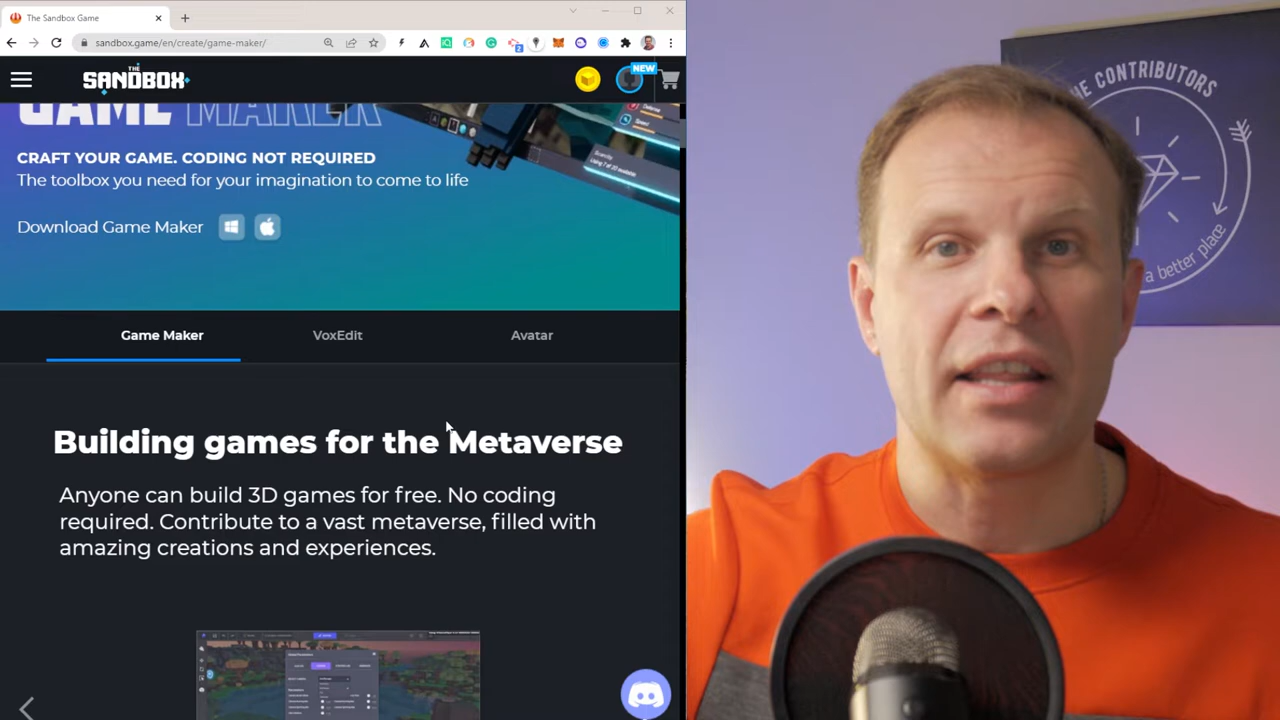 The Sandbox Game
sandbox.game/en/create/game-maker/
2
THE
SANDBOX
NEW
GAME MAKER
CRAFT YOUR GAME. CODING NOT REQUIRED
The toolbox you need for your imagination to come to life
Download Game Maker
Game Maker
VoxEdit
Avatar
Building games for the Metaverse
Anyone can build 3D games for free. No coding
required. Contribute to a vast metaverse, filled with
amazing creations and experiences.
HE CONTRIBUTORS
a better place